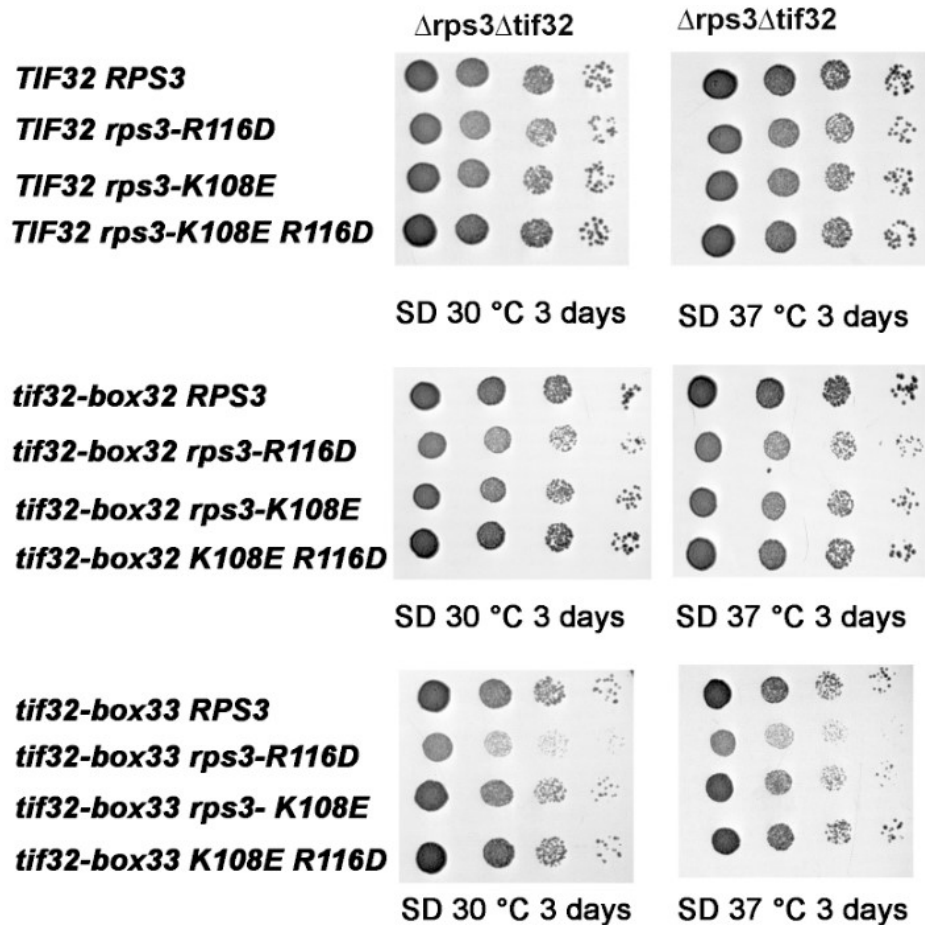 Δrps3Δtif32 Δrps3Δtif32
TIF32 RPS3
TIF32 rps3-R116D
TIF32 rps3-K108E
TIF32 rps3-K108E R116D
SD 30 °C 3 days SD 37 °C 3 days
tif32-box32 RPS3
tif32-box32 rps3-R116D
tif32-box32 rps3-K108E
tif32-box32 K108E R116D
SD 30 °C 3 days SD 37 °C 3 days
tif32-box33 RPS3
tif32-box33 rps3-R116D
tif32-box33 rps3- K108E
tif32-box33 K108E R116D
SD 30 °C 3 days SD 37 °C 3 days